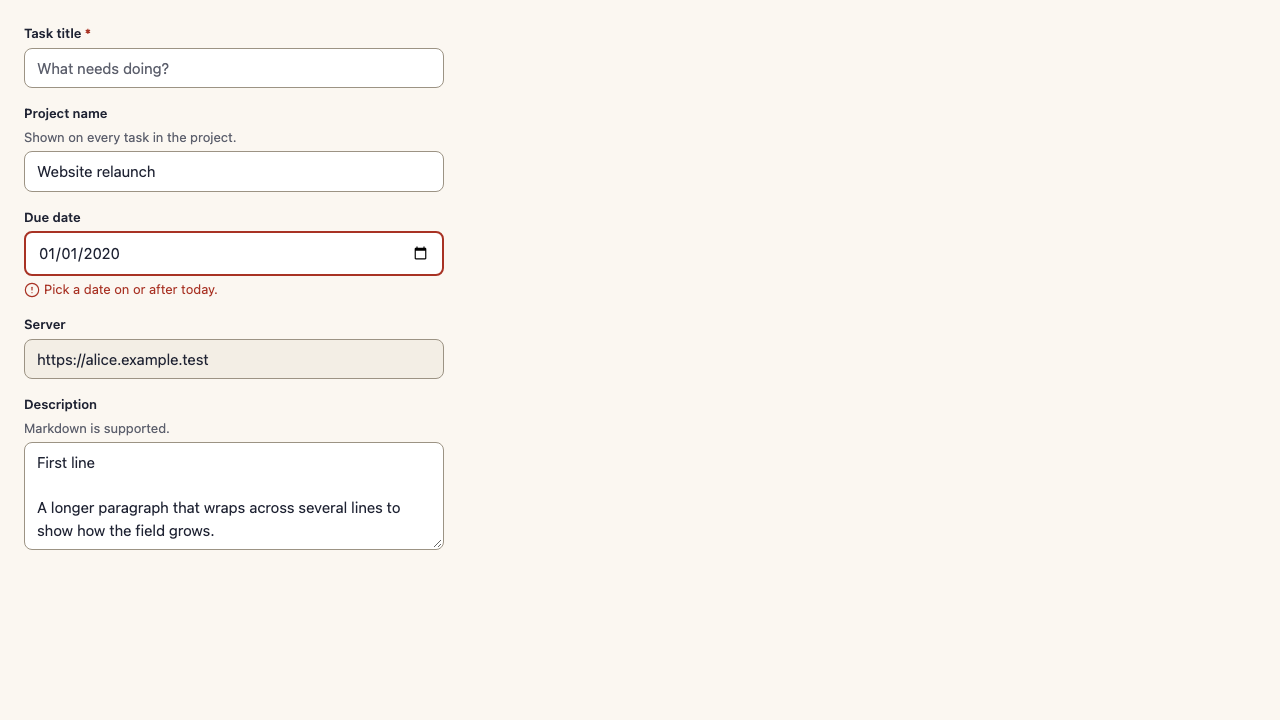 Task title *
What needs doing?
Project name
Shown on every task in the project.
Website relaunch
Due date
01/01/2020
Pick a date on or after today.
Server
https://alice.example.test
Description
Markdown is supported.
First line
A longer paragraph that wraps across several lines to
show how the field grows.